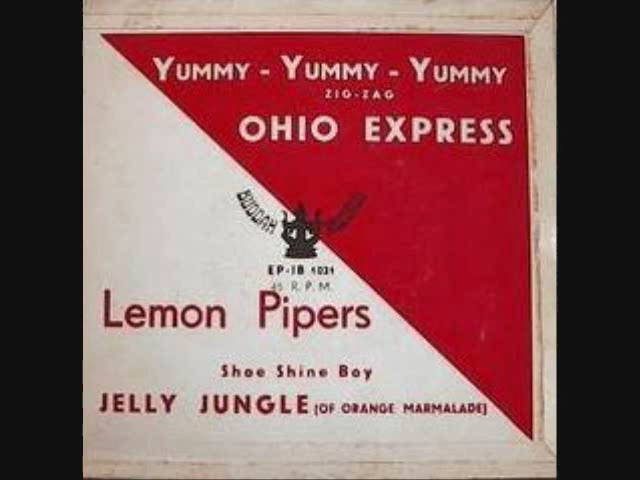 YUMMY - YUMMY - YUMMY
ZIG-ZAG
OHIO EXPRESS
BUDDAH
EP-IB 1031
45 R. P. M.
Lemon Pipers
Shoe Shine Boy
JELLY JUNGLE [OF ORANGE MARMALADE]